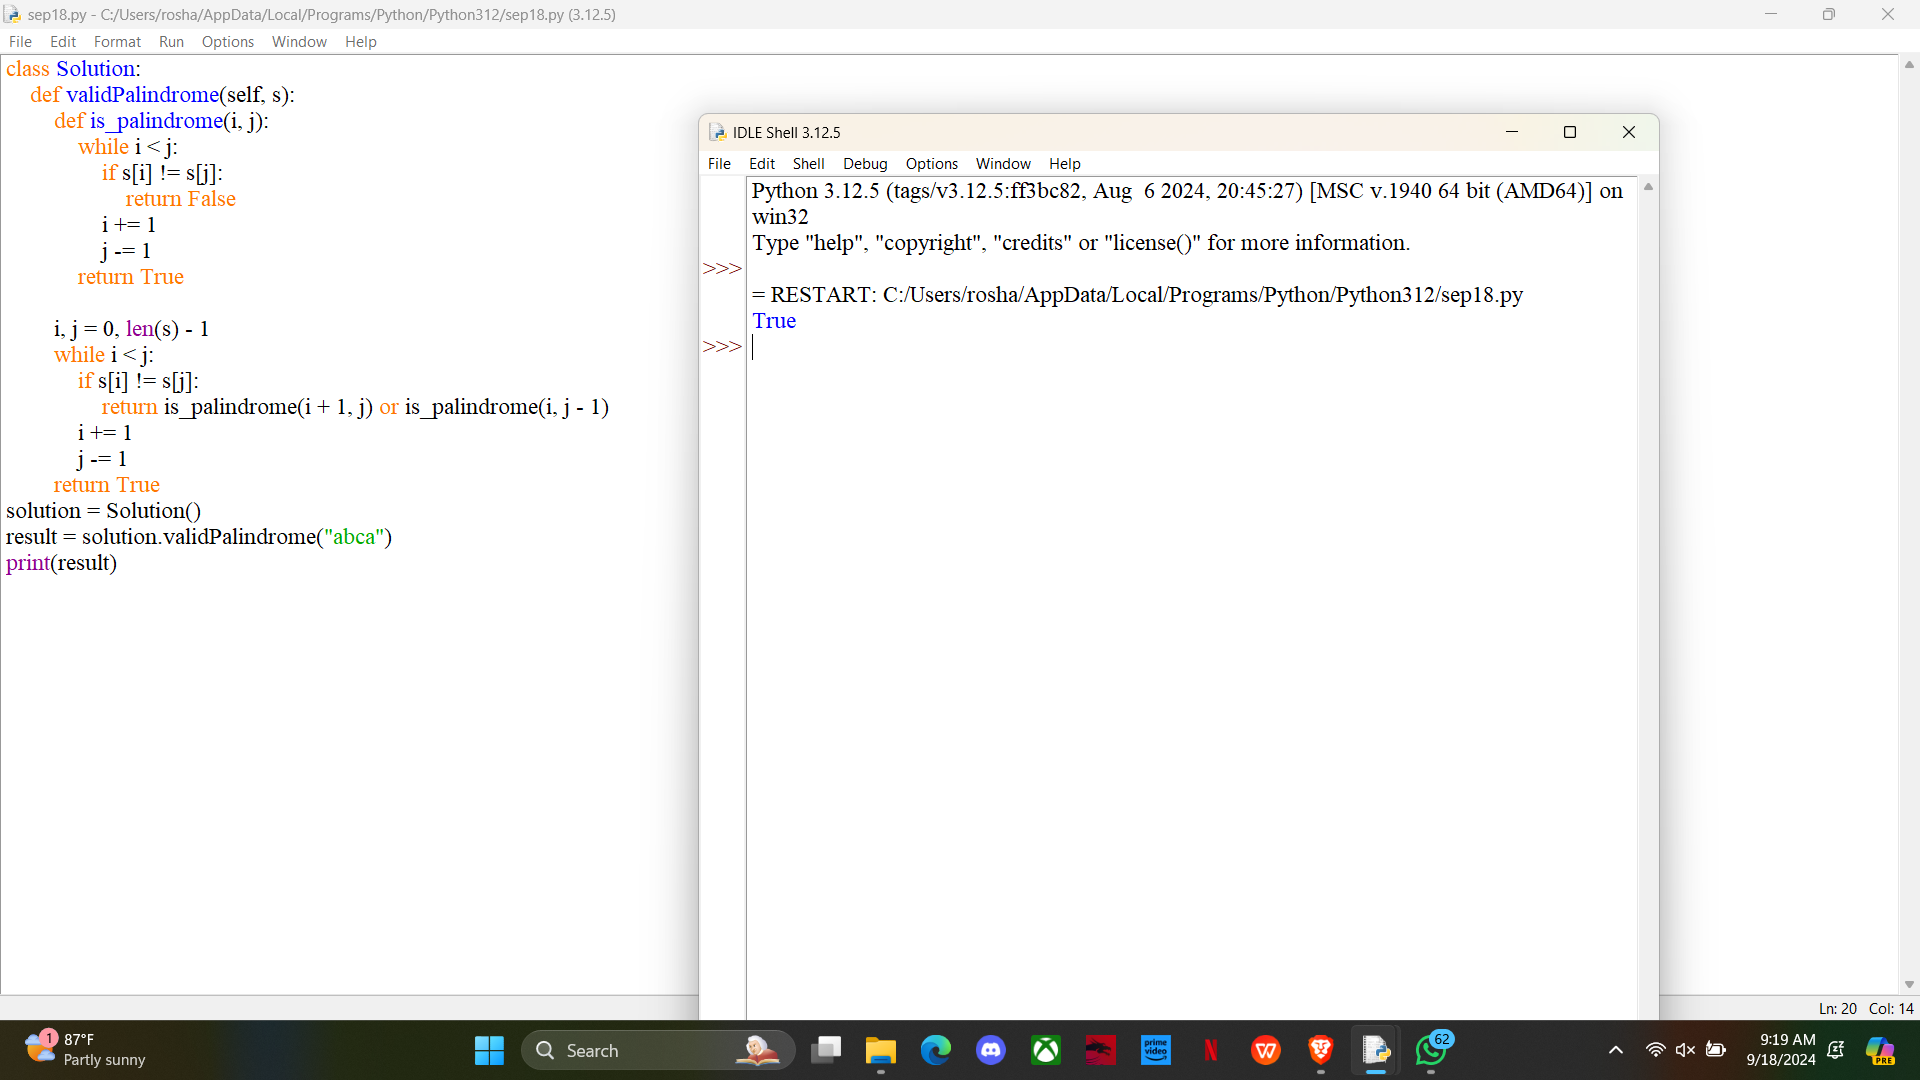 sep18.py - C:/Users/rosha/AppData/Local/Programs/Python/Python312/sep18.py (3.12.5)
File Edit Format Run Options Window Help
class Solution:
    def validPalindrome(self, s):
        def is_palindrome(i, j):
            while i < j:
                if s[i] != s[j]:
                    return False
                i += 1
                j -= 1
            return True

        i, j = 0, len(s) - 1
        while i < j:
            if s[i] != s[j]:
                return is_palindrome(i + 1, j) or is_palindrome(i, j - 1)
            i += 1
            j -= 1
        return True
solution = Solution()
result = solution.validPalindrome("abca")
print(result)
IDLE Shell 3.12.5
File Edit Shell Debug Options Window Help
Python 3.12.5 (tags/v3.12.5:ff3bc82, Aug  6 2024, 20:45:27) [MSC v.1940 64 bit (AMD64)] on
win32
Type "help", "copyright", "credits" or "license()" for more information.
>>>
= RESTART: C:/Users/rosha/AppData/Local/Programs/Python/Python312/sep18.py
True
>>>
Ln: 20 Col: 14
1
87°F
Partly sunny
Search
prime video
N
W
62
9:19 AM
9/18/2024
PRE